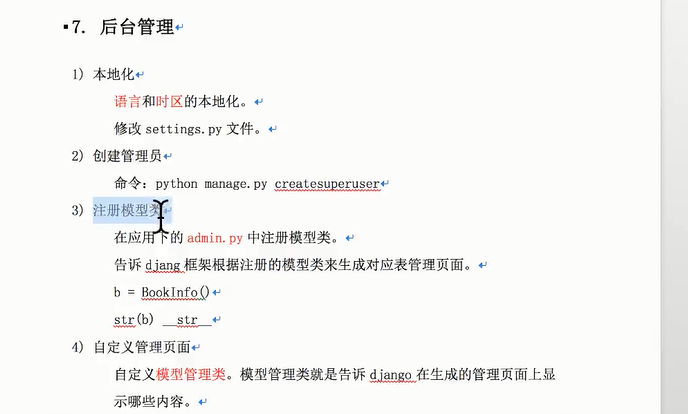 7. 后台管理
1) 本地化
语言和时区的本地化。
修改 settings.py 文件。
2) 创建管理员
命令：python manage.py createsuperuser
3) 注册模型类
在应用下的 admin.py 中注册模型类。
告诉 djang 框架根据注册的模型类来生成对应表管理页面。
b = BookInfo()
str(b) __str__
4) 自定义管理页面
自定义模型管理类。模型管理类就是告诉 django 在生成的管理页面上显
示哪些内容。